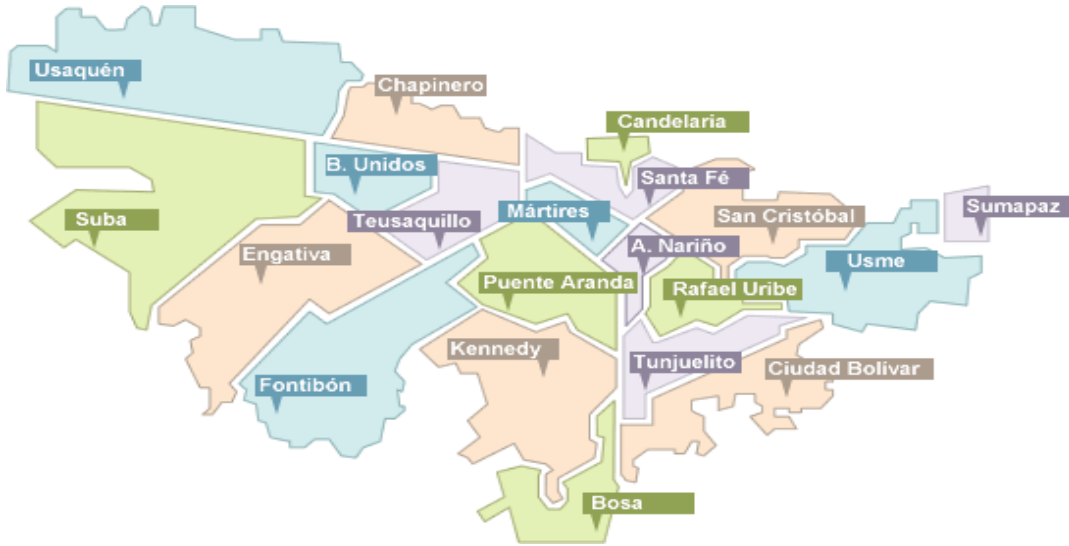 Usaquén
Chapinero
Candelaria
B. Unidos
Santa Fé
Suba
Teusaquillo
Mártires
San Cristóbal
Sumapaz
Engativa
A. Nariño
Usme
Puente Aranda
Rafael Uribe
Kennedy
Tunjuelito
Ciudad Bolívar
Fontibón
Bosa